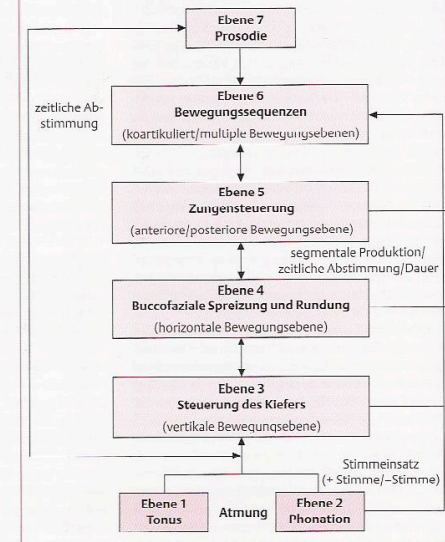 Ebene 7
Prosodie
zeitliche Ab-
stimmung
Ebene 6
Bewegungssequenzen
(koartikuliert/multiple Bewegungsebenen)
Ebene 5
Zungensteuerung
(anteriore/posteriore Bewegungsebene)
segmentale Produktion/
zeitliche Abstimmung/Dauer
Ebene 4
Buccofaziale Spreizung und Rundung
(horizontale Bewegungsebene)
Ebene 3
Steuerung des Kiefers
(vertikale Bewegungsebene)
Stimmeinsatz
(+ Stimme/–Stimme)
Ebene 1
Tonus
Atmung
Ebene 2
Phonation